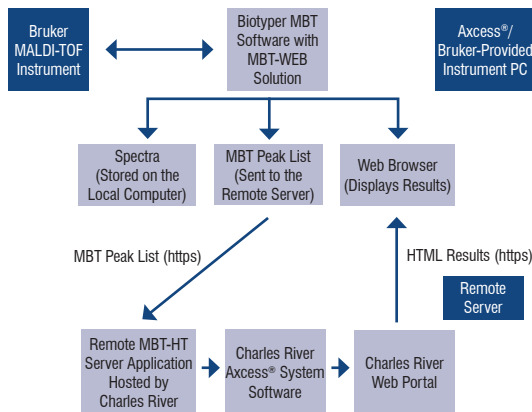 Bruker
MALDI-TOF
Instrument
Biotyper MBT
Software with
MBT-WEB
Solution
Axcess®/
Bruker-Provided
Instrument PC
Spectra
(Stored on the
Local Computer)
MBT Peak List
(Sent to the
Remote Server)
Web Browser
(Displays Results)
MBT Peak List (https)
HTML Results (https)
Remote
Server
Remote MBT-HT
Server Application
Hosted by
Charles River
Charles River
Axcess® System
Software
Charles River
Web Portal